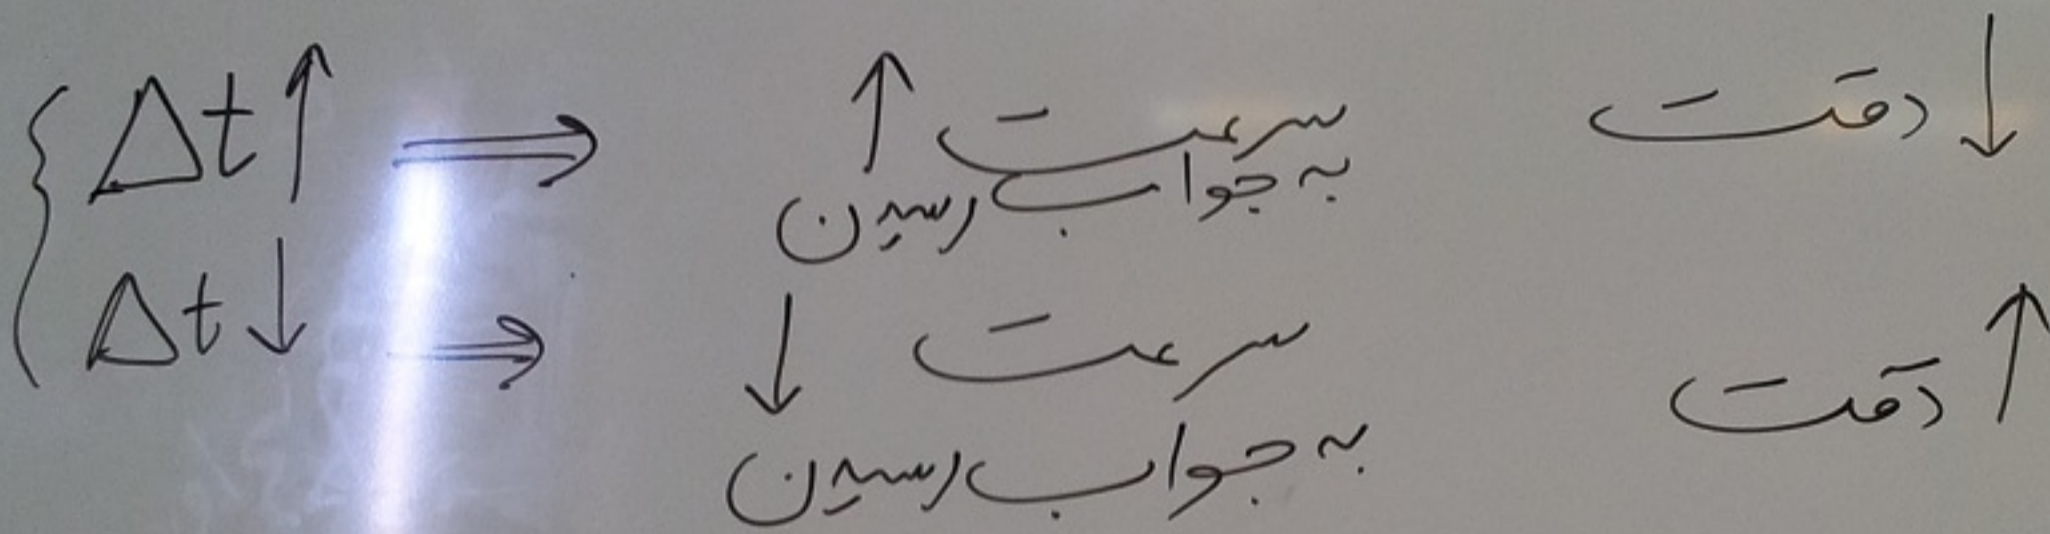 Δt ↑ ⇒ ↑ سرعت دقت ↓
به جواب رسیدن
Δt ↓ ⇒ ↓ سرعت دقت ↑
به جواب رسیدن